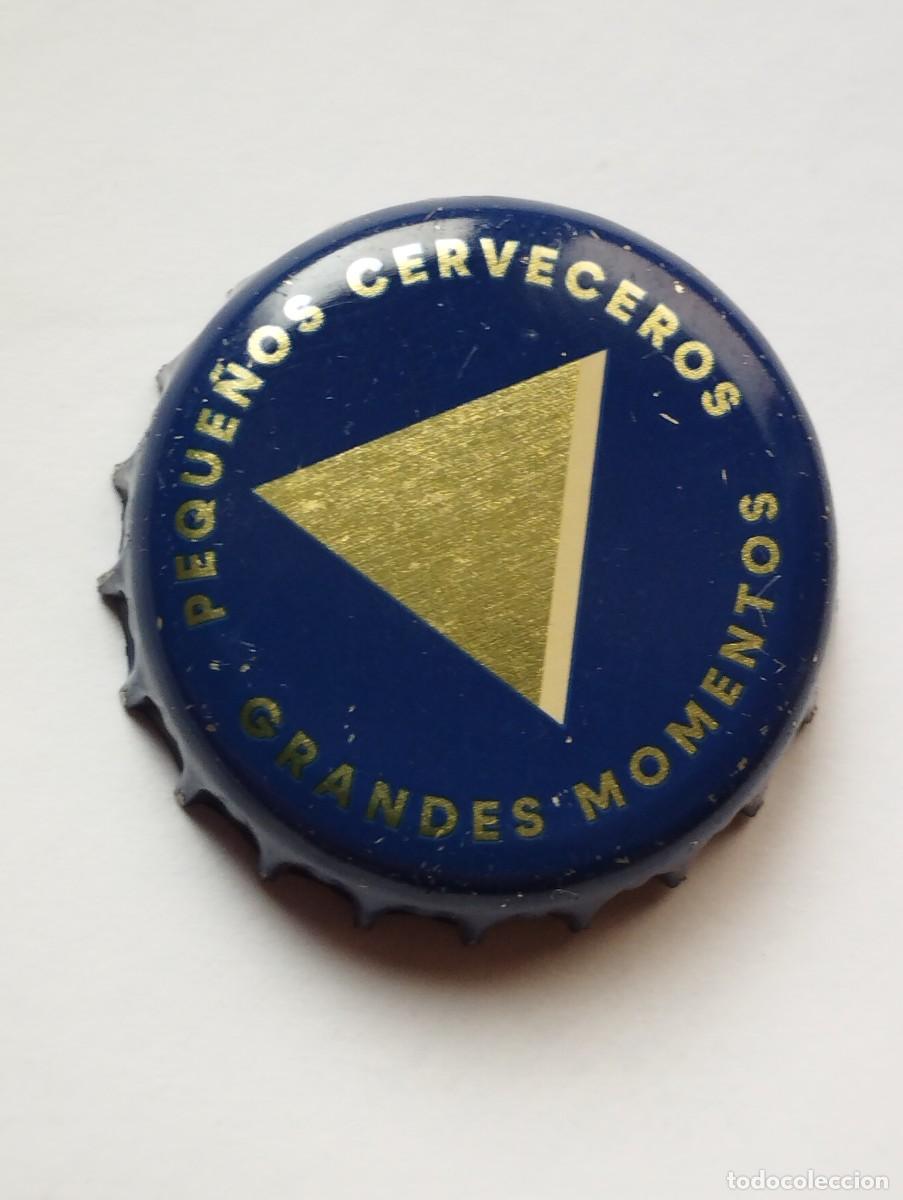 PEQUEÑOS CERVECEROS
GRANDES MOMENTOS
todocoleccion